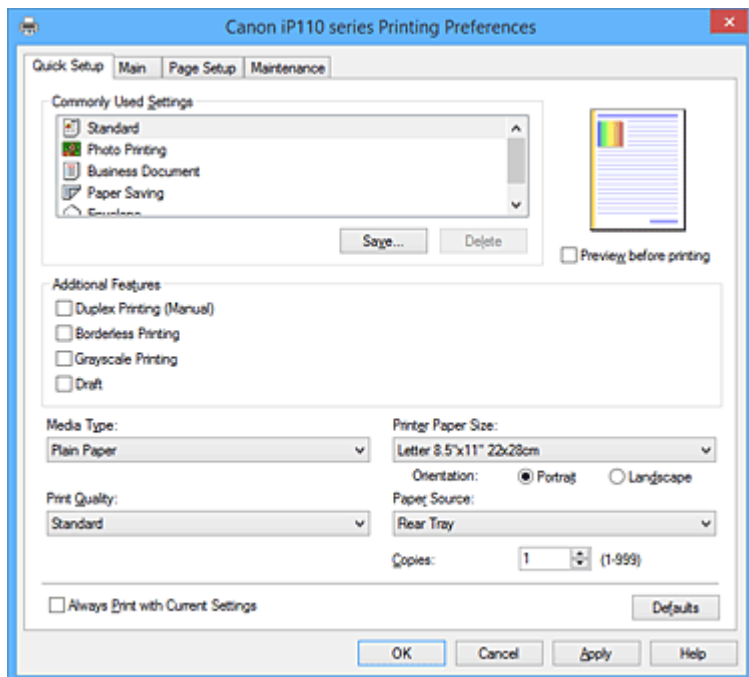 Canon iP110 series Printing Preferences
Quick Setup Main Page Setup Maintenance
Commonly Used Settings
Standard
Photo Printing
Business Document
Paper Saving
Envelope
Save... Delete
Preview before printing
Addtional Features
Duplex Printing (Manual)
Borderless Printing
Grayscale Printing
Draft
Media Type: Printer Paper Size:
Plain Paper Letter 8.5"x11" 22x28cm
Orientation: Portrait Landscape
Print Quality: Paper Source:
Standard Rear Tray
Copies: 1 (1-999)
Always Print with Current Settings Defaults
OK Cancel Apply Help